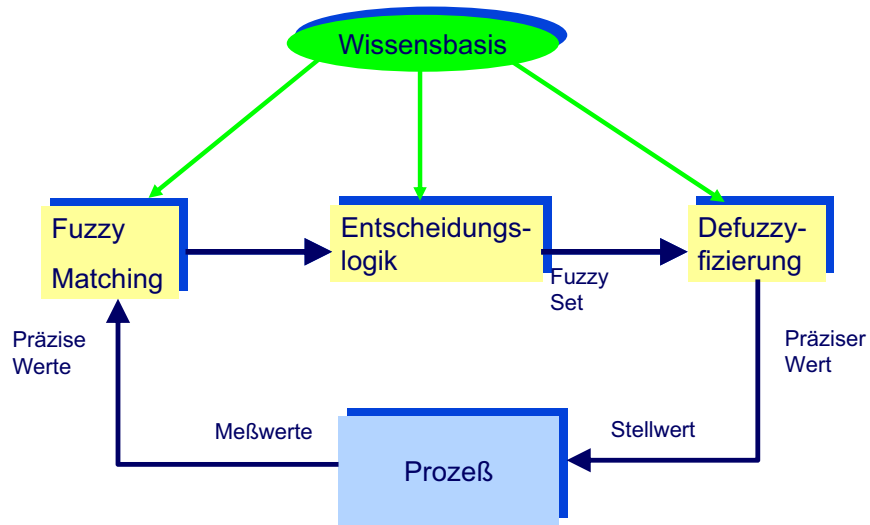 Wissensbasis
Fuzzy
Matching
Entscheidungs-
logik
Defuzzy-
fizierung
Fuzzy
Set
Präzise
Werte
Präziser
Wert
Meßwerte
Stellwert
Prozeß